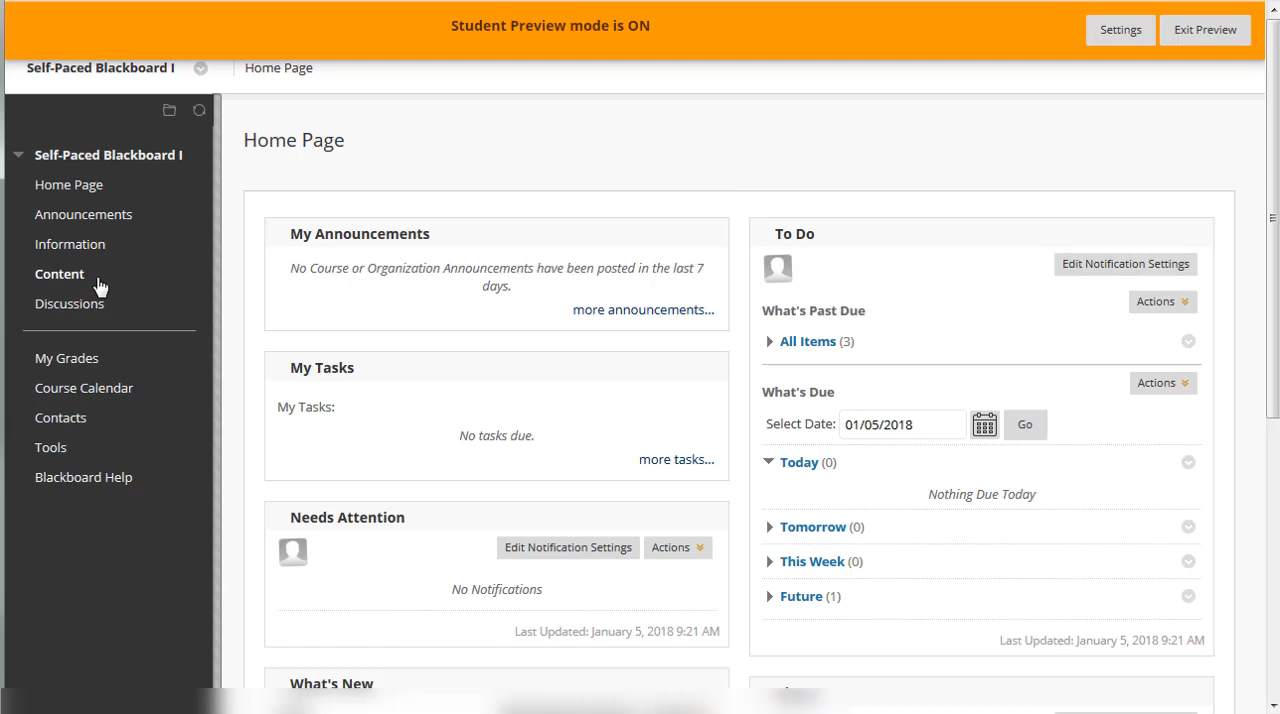 Student Preview mode is ON
Settings
Exit Preview
Self-Paced Blackboard I
Home Page
Self-Paced Blackboard I
Home Page
Announcements
Information
Content
Discussions
My Grades
Course Calendar
Contacts
Tools
Blackboard Help
Home Page
My Announcements
No Course or Organization Announcements have been posted in the last 7
days.
more announcements...
My Tasks
My Tasks:
No tasks due.
more tasks...
Needs Attention
Edit Notification Settings
Actions
No Notifications
Last Updated: January 5, 2018 9:21 AM
What's New
To Do
Edit Notification Settings
Actions
What's Past Due
All Items (3)
Actions
What's Due
Select Date: 01/05/2018 Go
Today (0)
Nothing Due Today
Tomorrow (0)
This Week (0)
Future (1)
Last Updated: January 5, 2018 9:21 AM